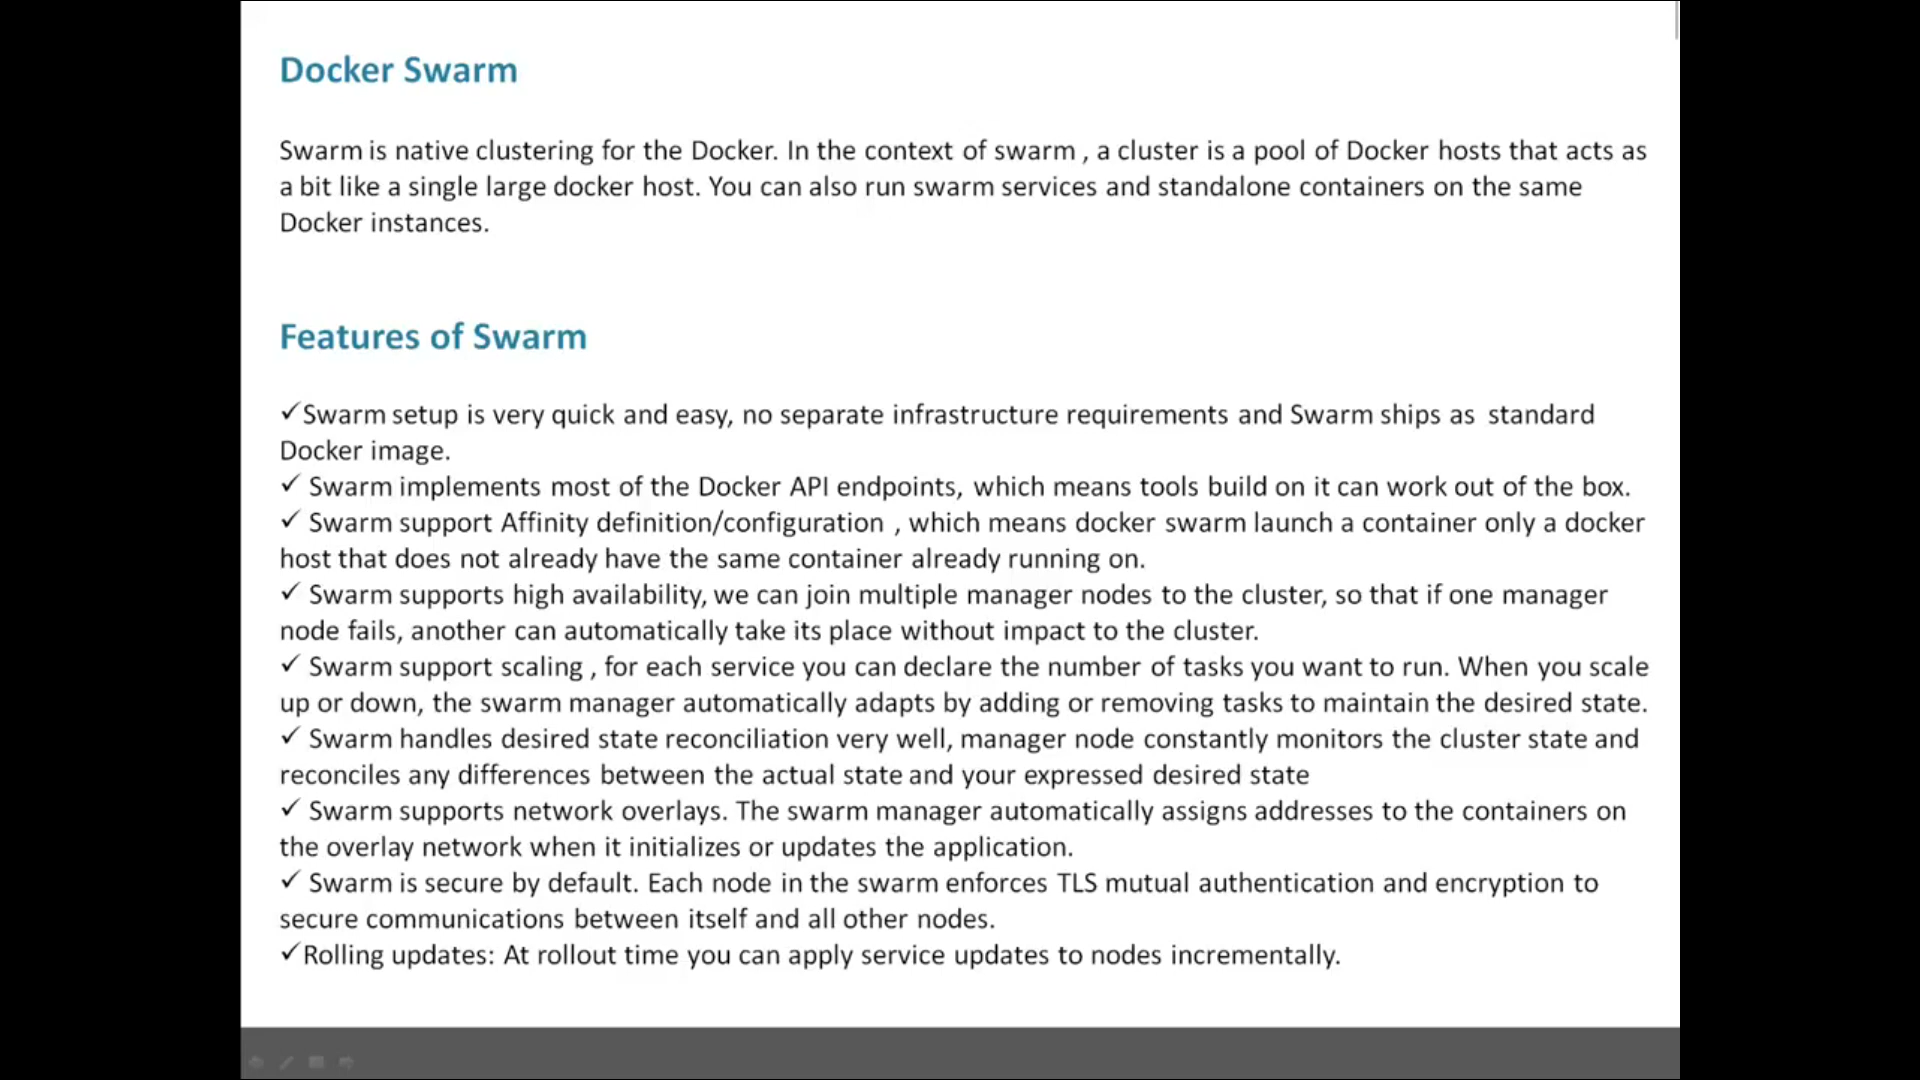 Docker Swarm
Swarm is native clustering for the Docker. In the context of swarm , a cluster is a pool of Docker hosts that acts as
a bit like a single large docker host. You can also run swarm services and standalone containers on the same
Docker instances.
Features of Swarm
✓Swarm setup is very quick and easy, no separate infrastructure requirements and Swarm ships as standard
Docker image.
✓ Swarm implements most of the Docker API endpoints, which means tools build on it can work out of the box.
✓ Swarm support Affinity definition/configuration , which means docker swarm launch a container only a docker
host that does not already have the same container already running on.
✓ Swarm supports high availability, we can join multiple manager nodes to the cluster, so that if one manager
node fails, another can automatically take its place without impact to the cluster.
✓ Swarm support scaling , for each service you can declare the number of tasks you want to run. When you scale
up or down, the swarm manager automatically adapts by adding or removing tasks to maintain the desired state.
✓ Swarm handles desired state reconciliation very well, manager node constantly monitors the cluster state and
reconciles any differences between the actual state and your expressed desired state
✓ Swarm supports network overlays. The swarm manager automatically assigns addresses to the containers on
the overlay network when it initializes or updates the application.
✓ Swarm is secure by default. Each node in the swarm enforces TLS mutual authentication and encryption to
secure communications between itself and all other nodes.
✓Rolling updates: At rollout time you can apply service updates to nodes incrementally.